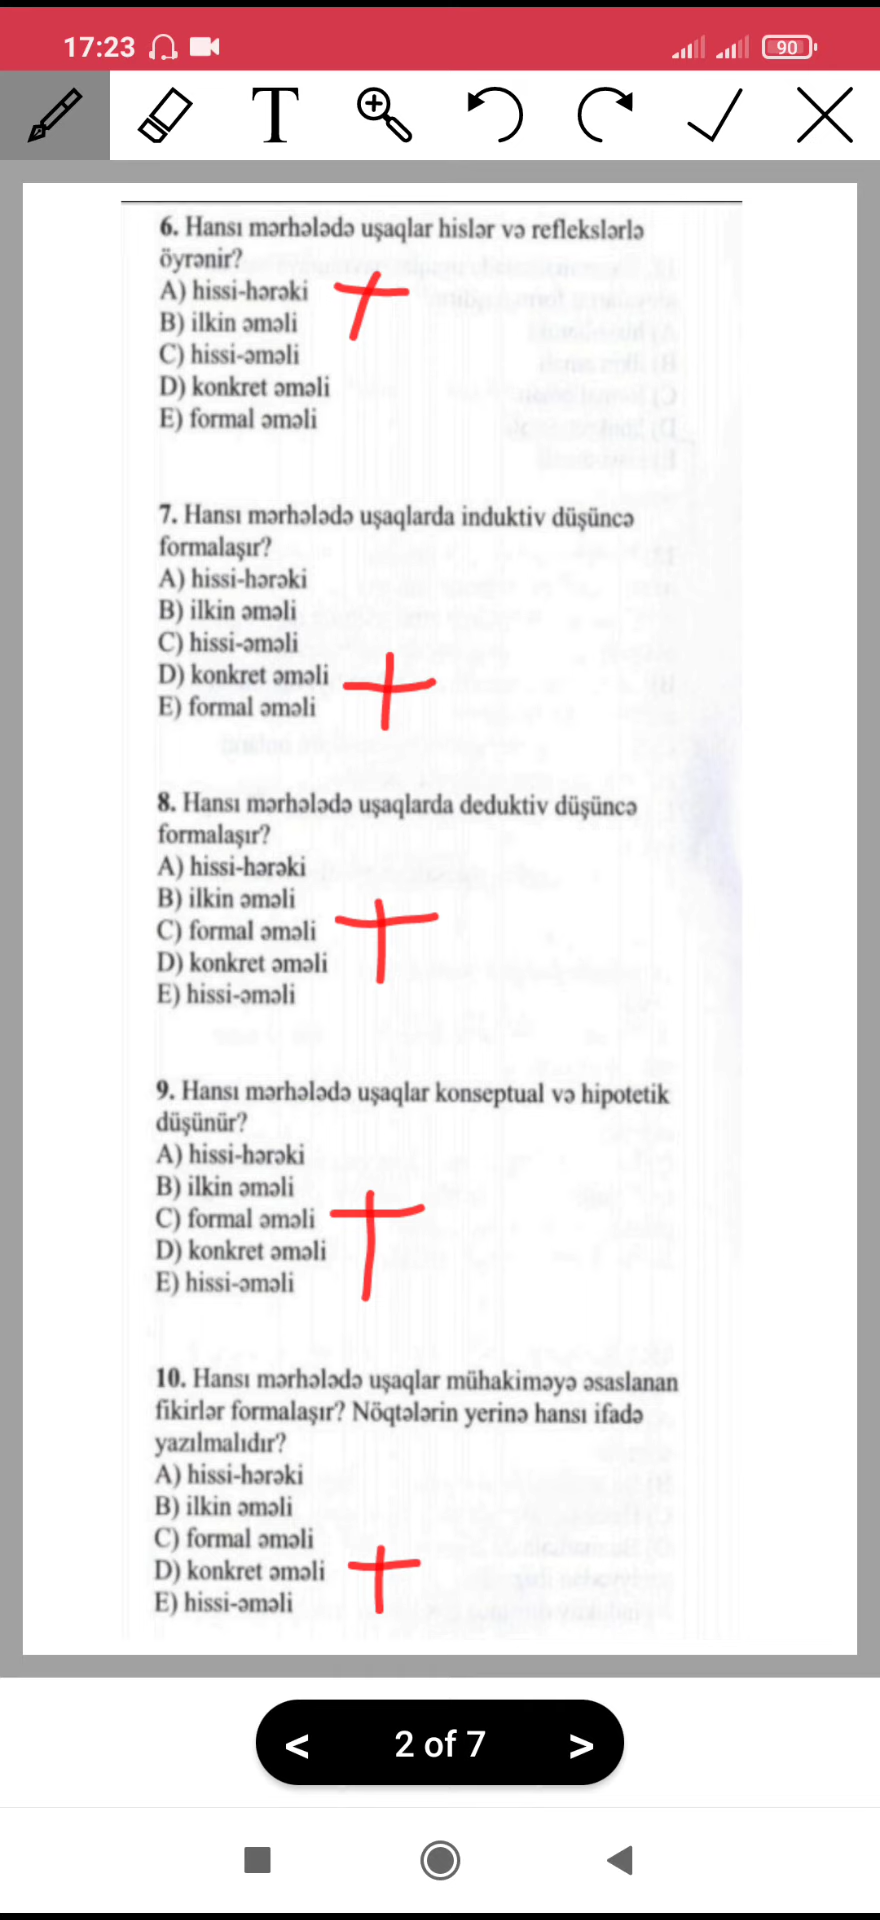 17:23
90
T
6. Hansı mərhələdə uşaqlar hislər və reflekslərlə
öyrənir?
A) hissi-hərəki
B) ilkin əməli
C) hissi-əməli
D) konkret əməli
E) formal əməli
7. Hansı mərhələdə uşaqlarda induktiv düşüncə
formalaşır?
A) hissi-hərəki
B) ilkin əməli
C) hissi-əməli
D) konkret əməli
E) formal əməli
8. Hansı mərhələdə uşaqlarda deduktiv düşüncə
formalaşır?
A) hissi-hərəki
B) ilkin əməli
C) formal əməli
D) konkret əməli
E) hissi-əməli
9. Hansı mərhələdə uşaqlar konseptual və hipotetik
düşünür?
A) hissi-hərəki
B) ilkin əməli
C) formal əməli
D) konkret əməli
E) hissi-əməli
10. Hansı mərhələdə uşaqlar mühakiməyə əsaslanan
fikirlər formalaşır? Nöqtələrin yerinə hansı ifadə
yazılmalıdır?
A) hissi-hərəki
B) ilkin əməli
C) formal əməli
D) konkret əməli
E) hissi-əməli
< 2 of 7 >